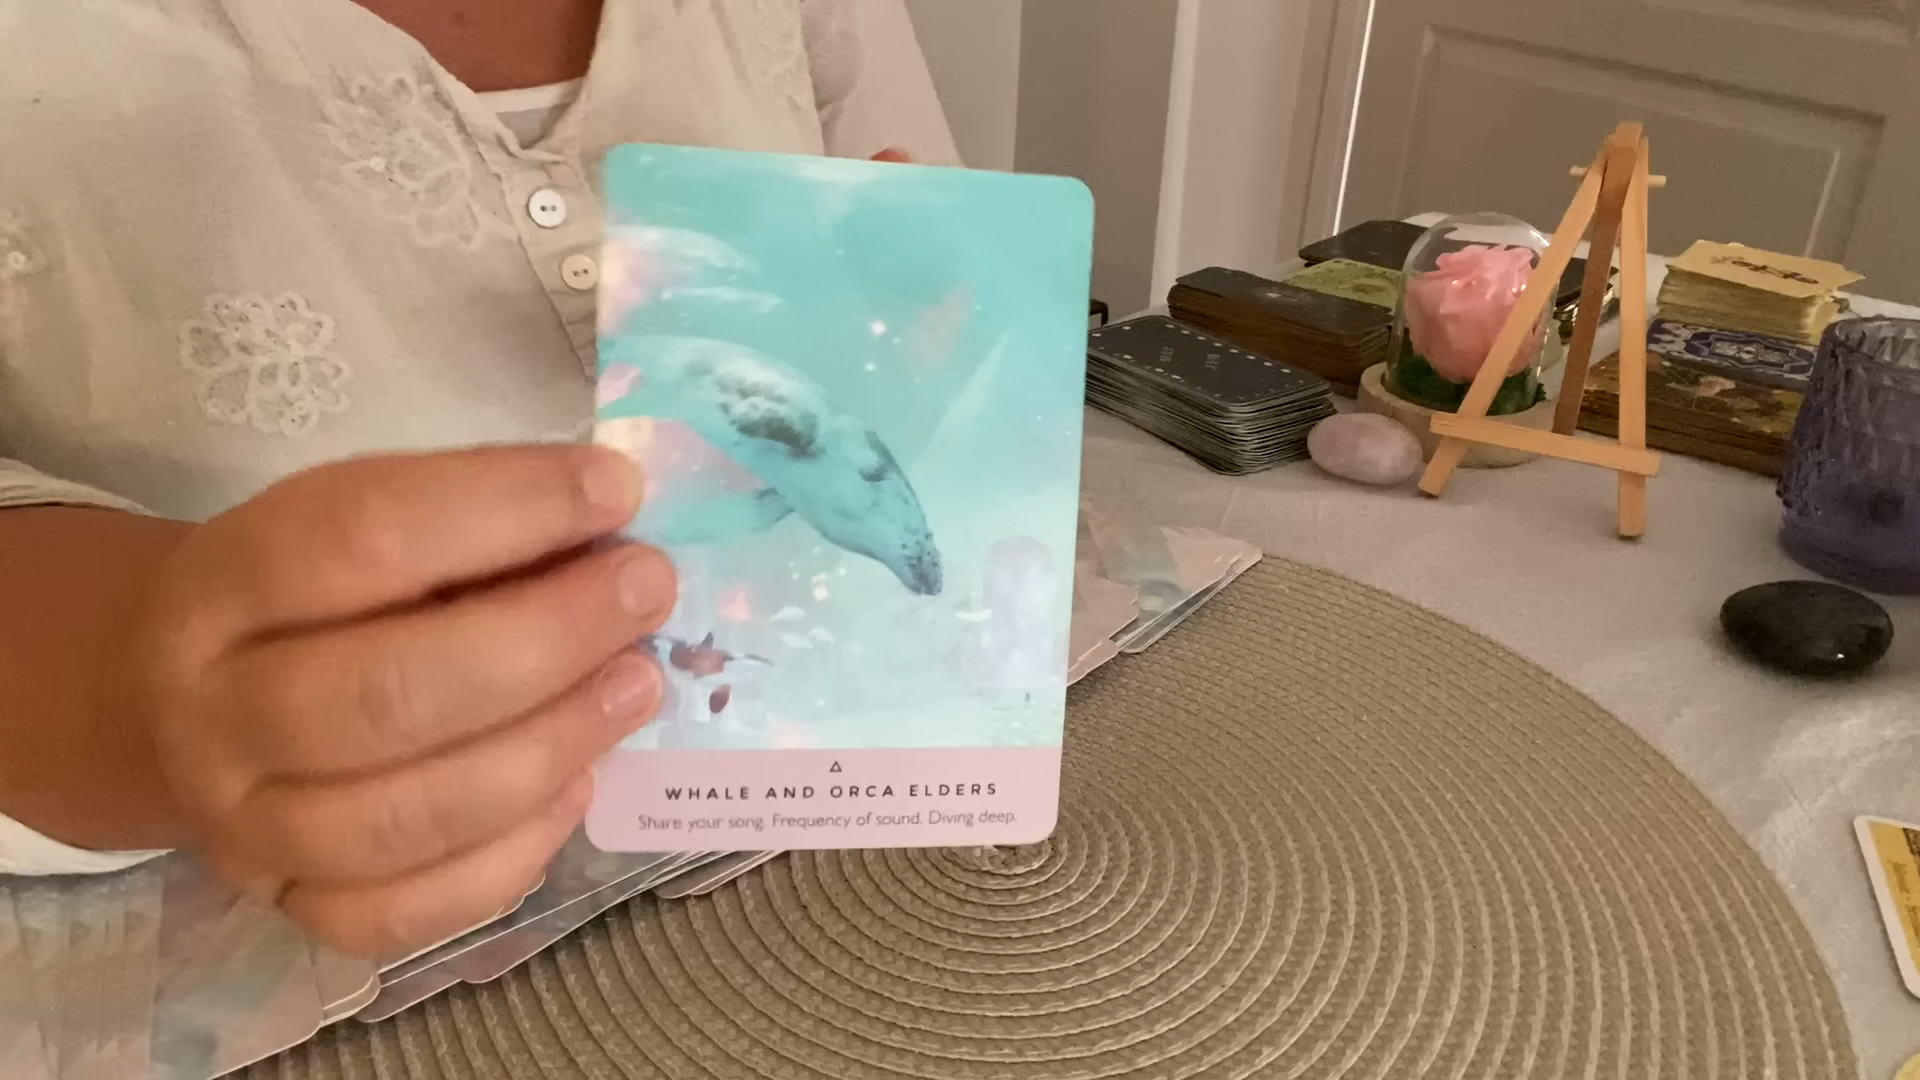 WHALE AND ORCA ELDERS
Share your song. Frequency of sound. Diving deep.